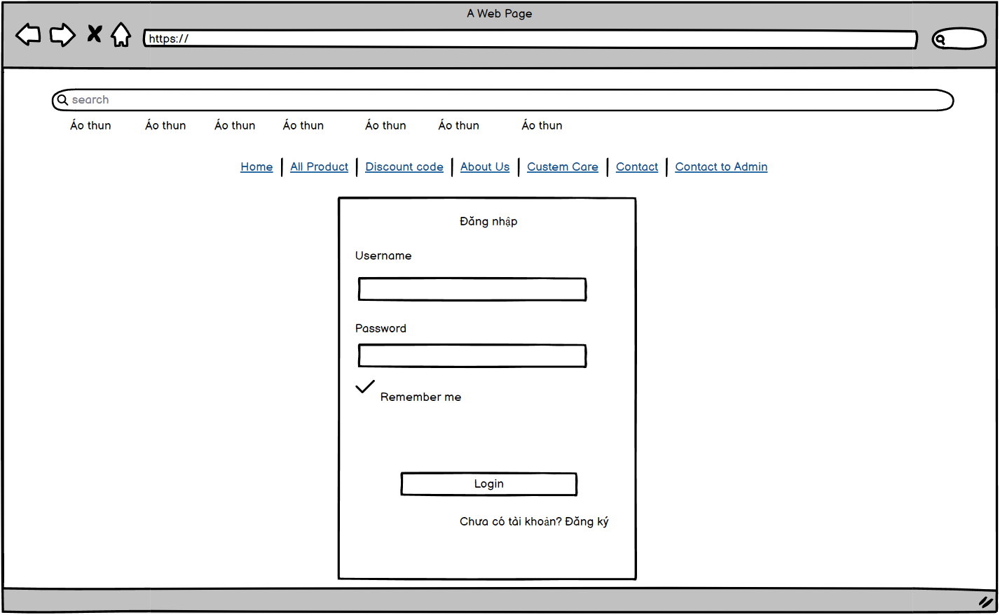 A Web Page
https://
search
Áo thun Áo thun Áo thun Áo thun Áo thun Áo thun Áo thun
Home All Product Discount code About Us Custem Care Contact Contact to Admin
Đăng nhập
Username
Password
Remember me
Login
Chưa có tài khoản? Đăng ký